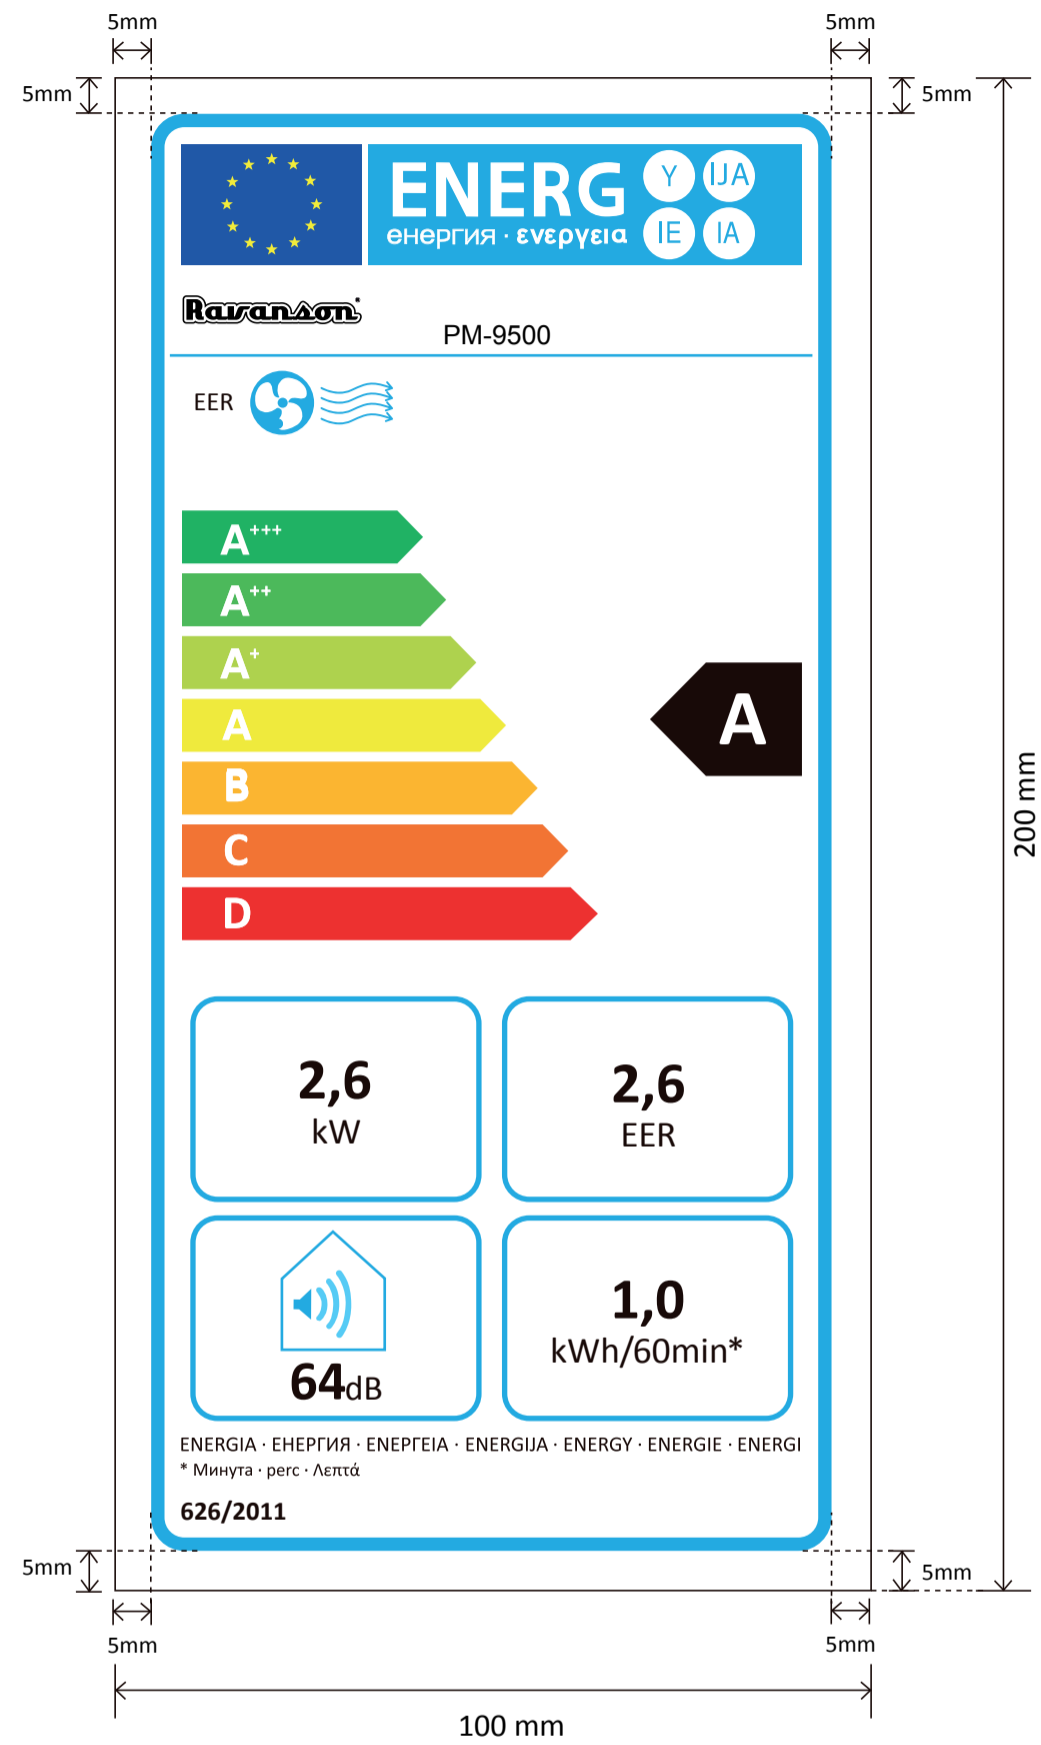 5mm 5mm
5mm 5mm
ENERG Y IJA
енергия · ενεργεια IE IA
Ravanson
PM-9500
EER
A+++
A++
A+
A
A
B
200 mm
C
D
2,6 2,6
kW EER
1,0
kWh/60min*
64dB
ENERGIA · ЕНЕРГИЯ · ΕΝΕΡΓΕΙΑ · ENERGIJA · ENERGY · ENERGIE · ENERGI
* Минута · perc · Λεπτά
626/2011
5mm 5mm
5mm 5mm
100 mm